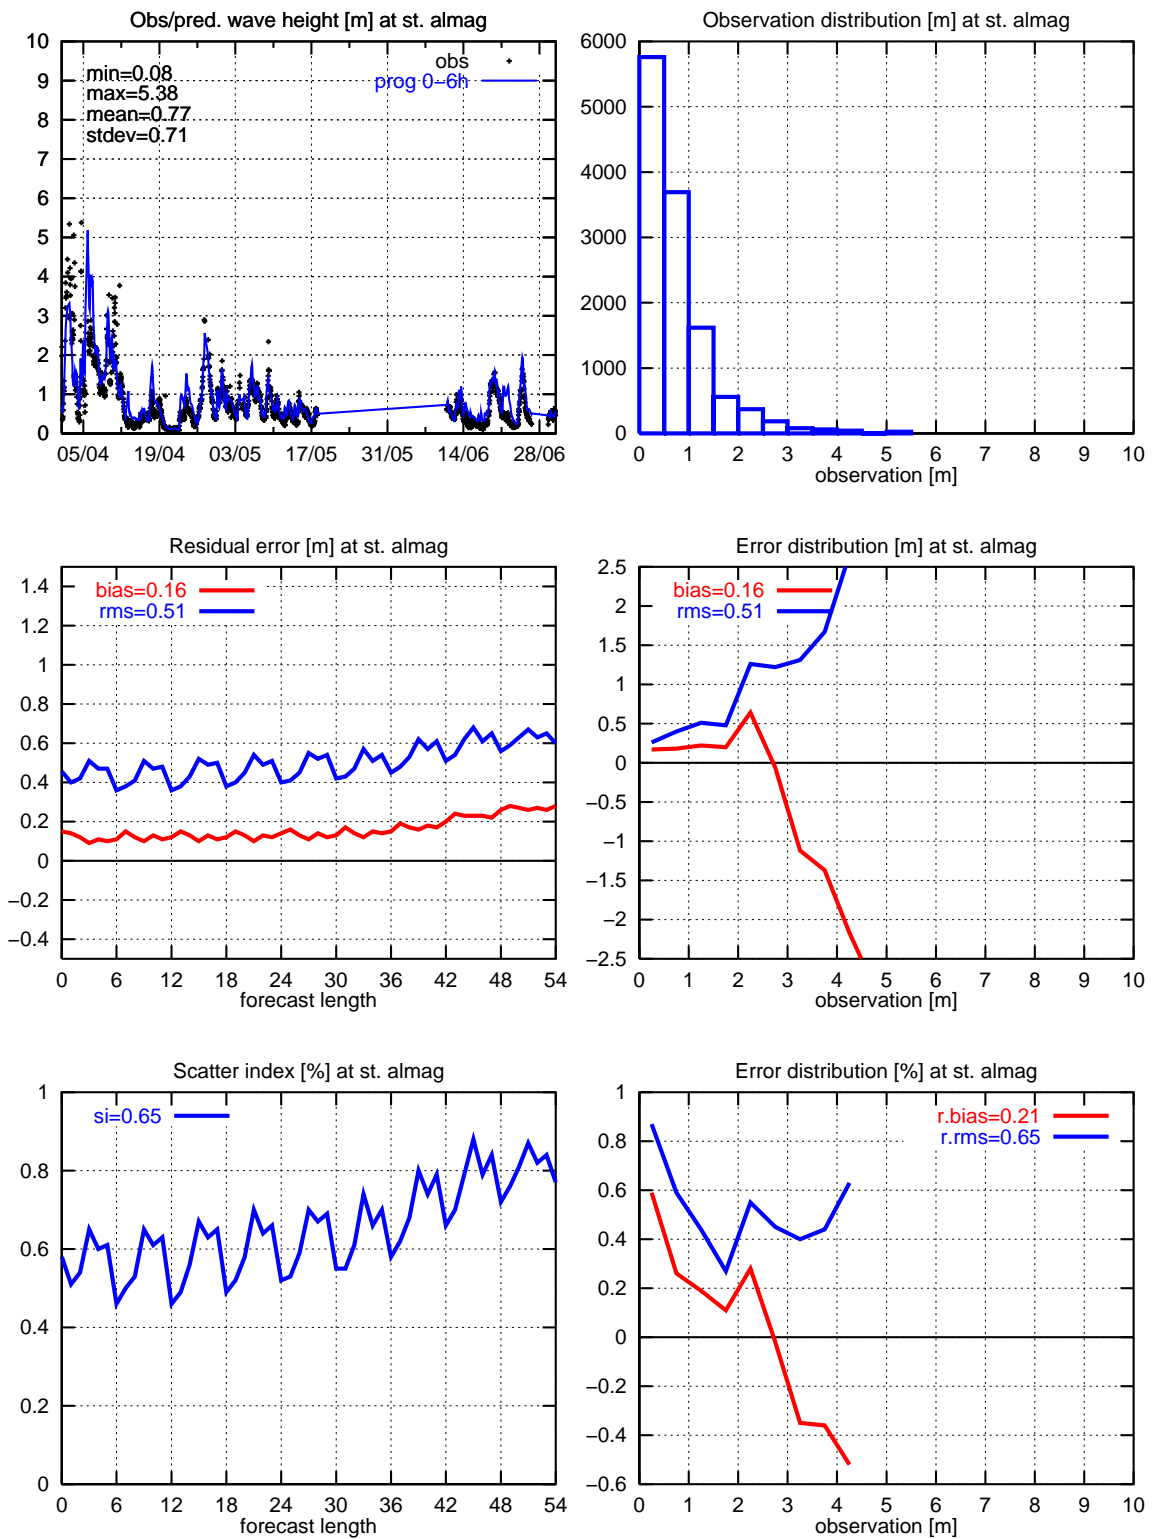 Obs/pred. wave height [m] at st. almag
10
9
8
7
6
5
4
3
2
1
0
min=0.08
max=5.38
mean=0.77
stdev=0.71
obs
prog 0−6h
05/04 19/04 03/05 17/05 31/05 14/06 28/06
Observation distribution [m] at st. almag
6000
5000
4000
3000
2000
1000
0
0 1 2 3 4 5 6 7 8 9 10
observation [m]
Residual error [m] at st. almag
1.4
1.2
1
0.8
0.6
0.4
0.2
0
−0.2
−0.4
bias=0.16
rms=0.51
0 6 12 18 24 30 36 42 48 54
forecast length
Error distribution [m] at st. almag
2.5
2
1.5
1
0.5
0
−0.5
−1
−1.5
−2
−2.5
bias=0.16
rms=0.51
0 1 2 3 4 5 6 7 8 9 10
observation [m]
Scatter index [%] at st. almag
1
0.8
0.6
0.4
0.2
0
si=0.65
0 6 12 18 24 30 36 42 48 54
forecast length
Error distribution [%] at st. almag
1
0.8
0.6
0.4
0.2
0
−0.2
−0.4
−0.6
r.bias=0.21
r.rms=0.65
0 1 2 3 4 5 6 7 8 9 10
observation [m]